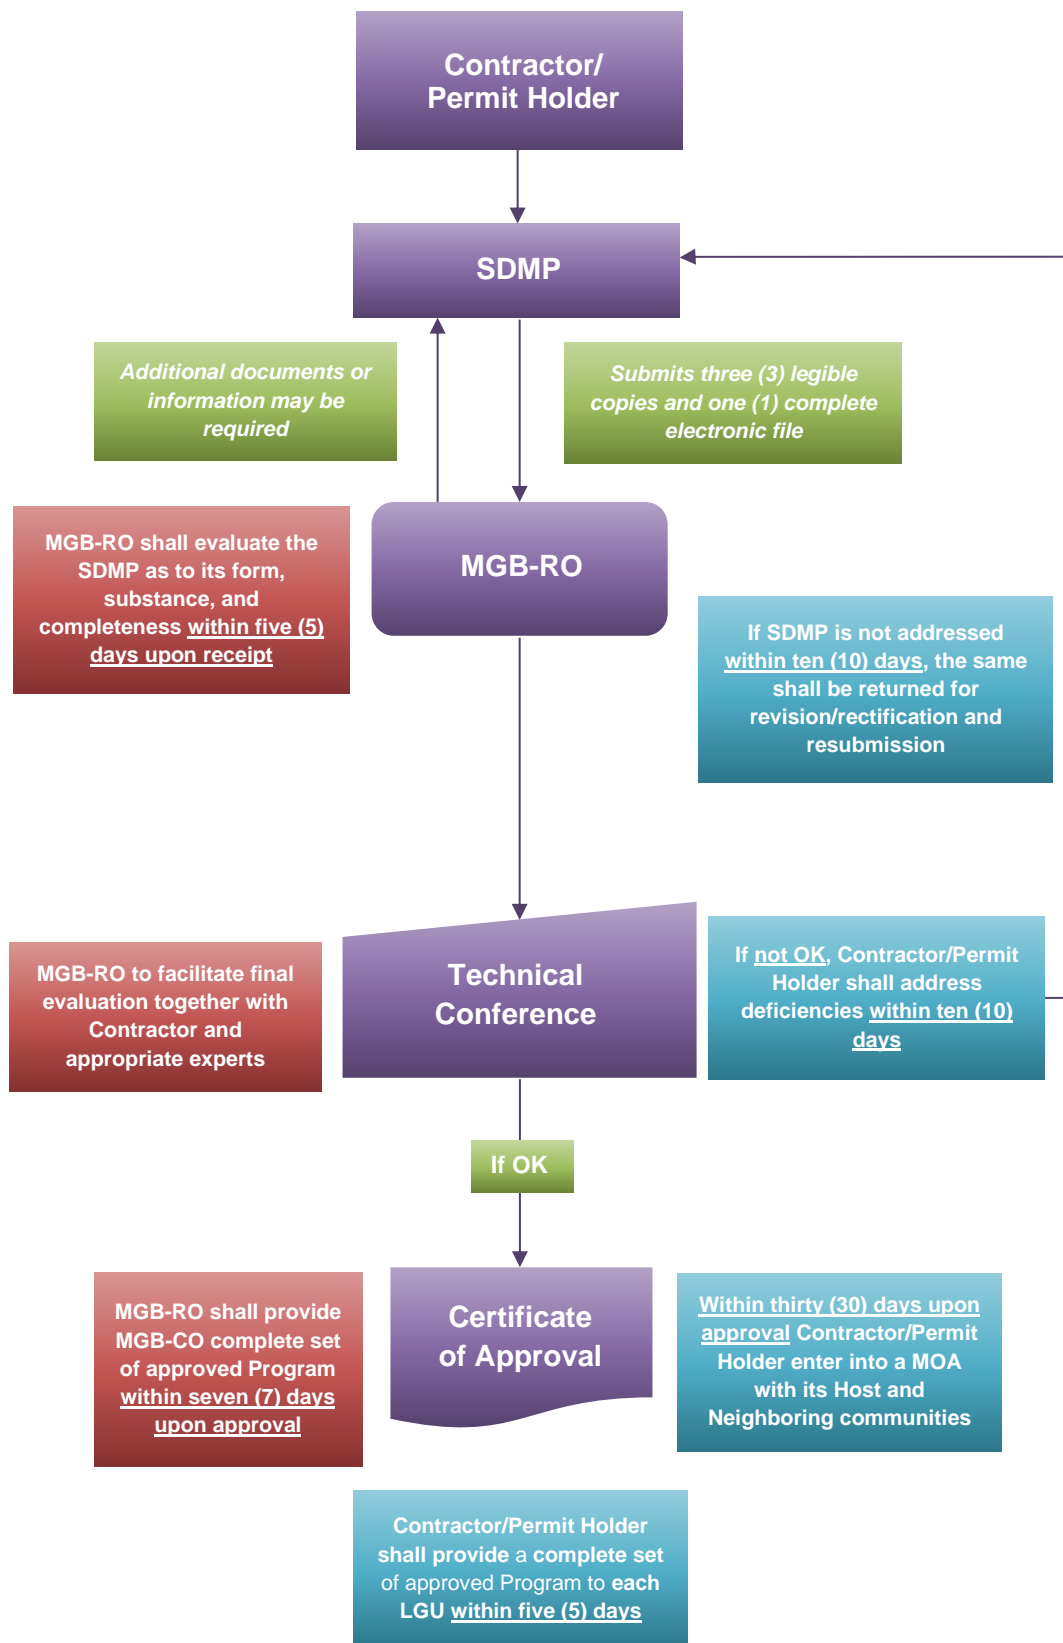 Contractor/
Permit Holder
SDMP
Additional documents or
information may be
required
Submits three (3) legible
copies and one (1) complete
electronic file
MGB-RO shall evaluate the
SDMP as to its form,
substance, and
completeness within five (5)
days upon receipt
MGB-RO
If SDMP is not addressed
within ten (10) days, the same
shall be returned for
revision/rectification and
resubmission
MGB-RO to facilitate final
evaluation together with
Contractor and
appropriate experts
Technical
Conference
If not OK, Contractor/Permit
Holder shall address
deficiencies within ten (10)
days
If OK
MGB-RO shall provide
MGB-CO complete set
of approved Program
within seven (7) days
upon approval
Certificate
of Approval
Within thirty (30) days upon
approval Contractor/Permit
Holder enter into a MOA
with its Host and
Neighboring communities
Contractor/Permit Holder
shall provide a complete set
of approved Program to each
LGU within five (5) days